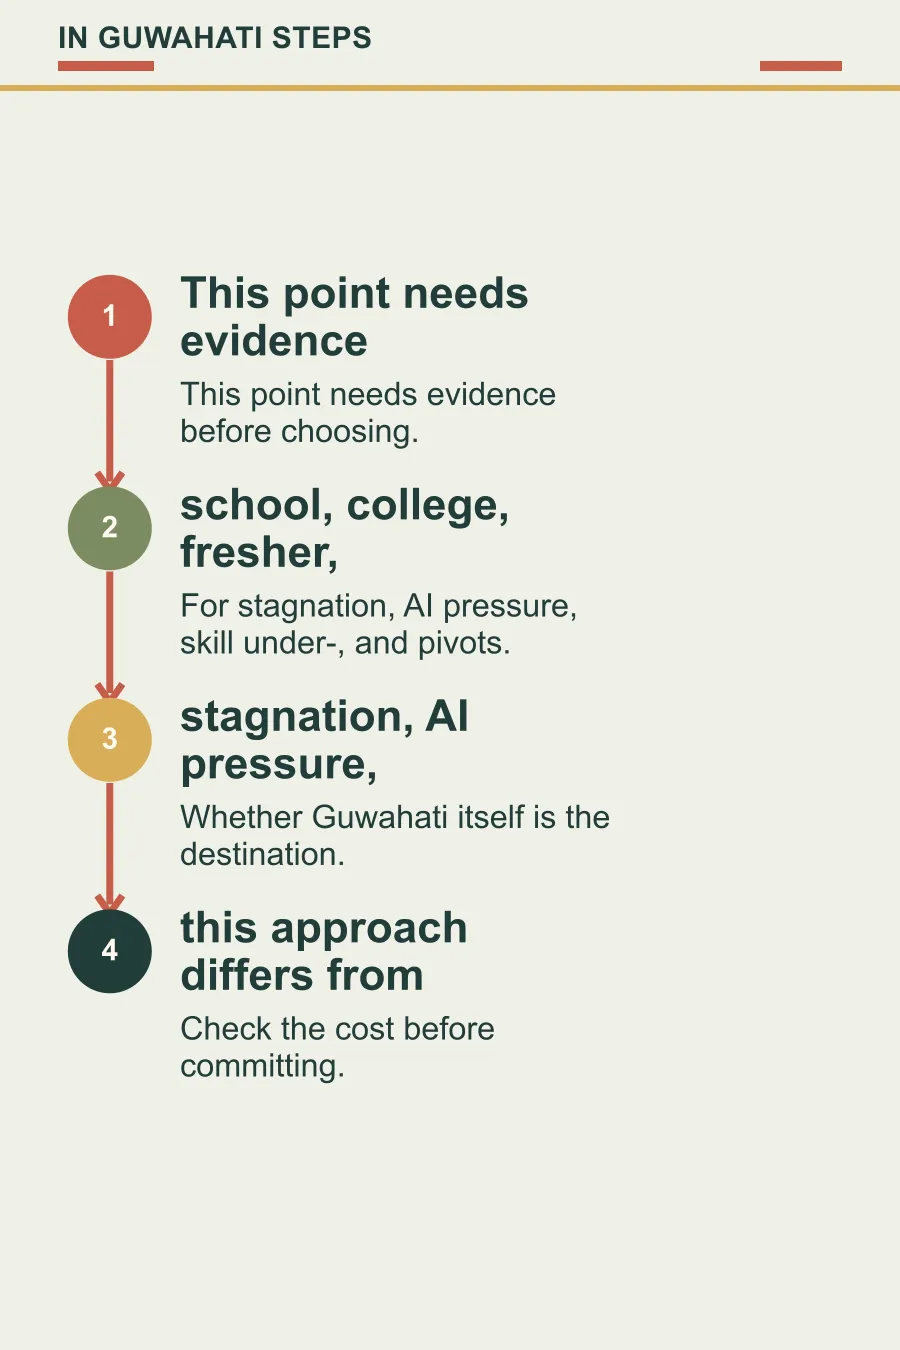 IN GUWAHATI STEPS
1
This point needs
evidence
This point needs evidence
before choosing.
2
school, college,
fresher,
For stagnation, AI pressure,
skill under-, and pivots.
3
stagnation, AI
pressure,
Whether Guwahati itself is the
destination.
4
this approach
differs from
Check the cost before
committing.